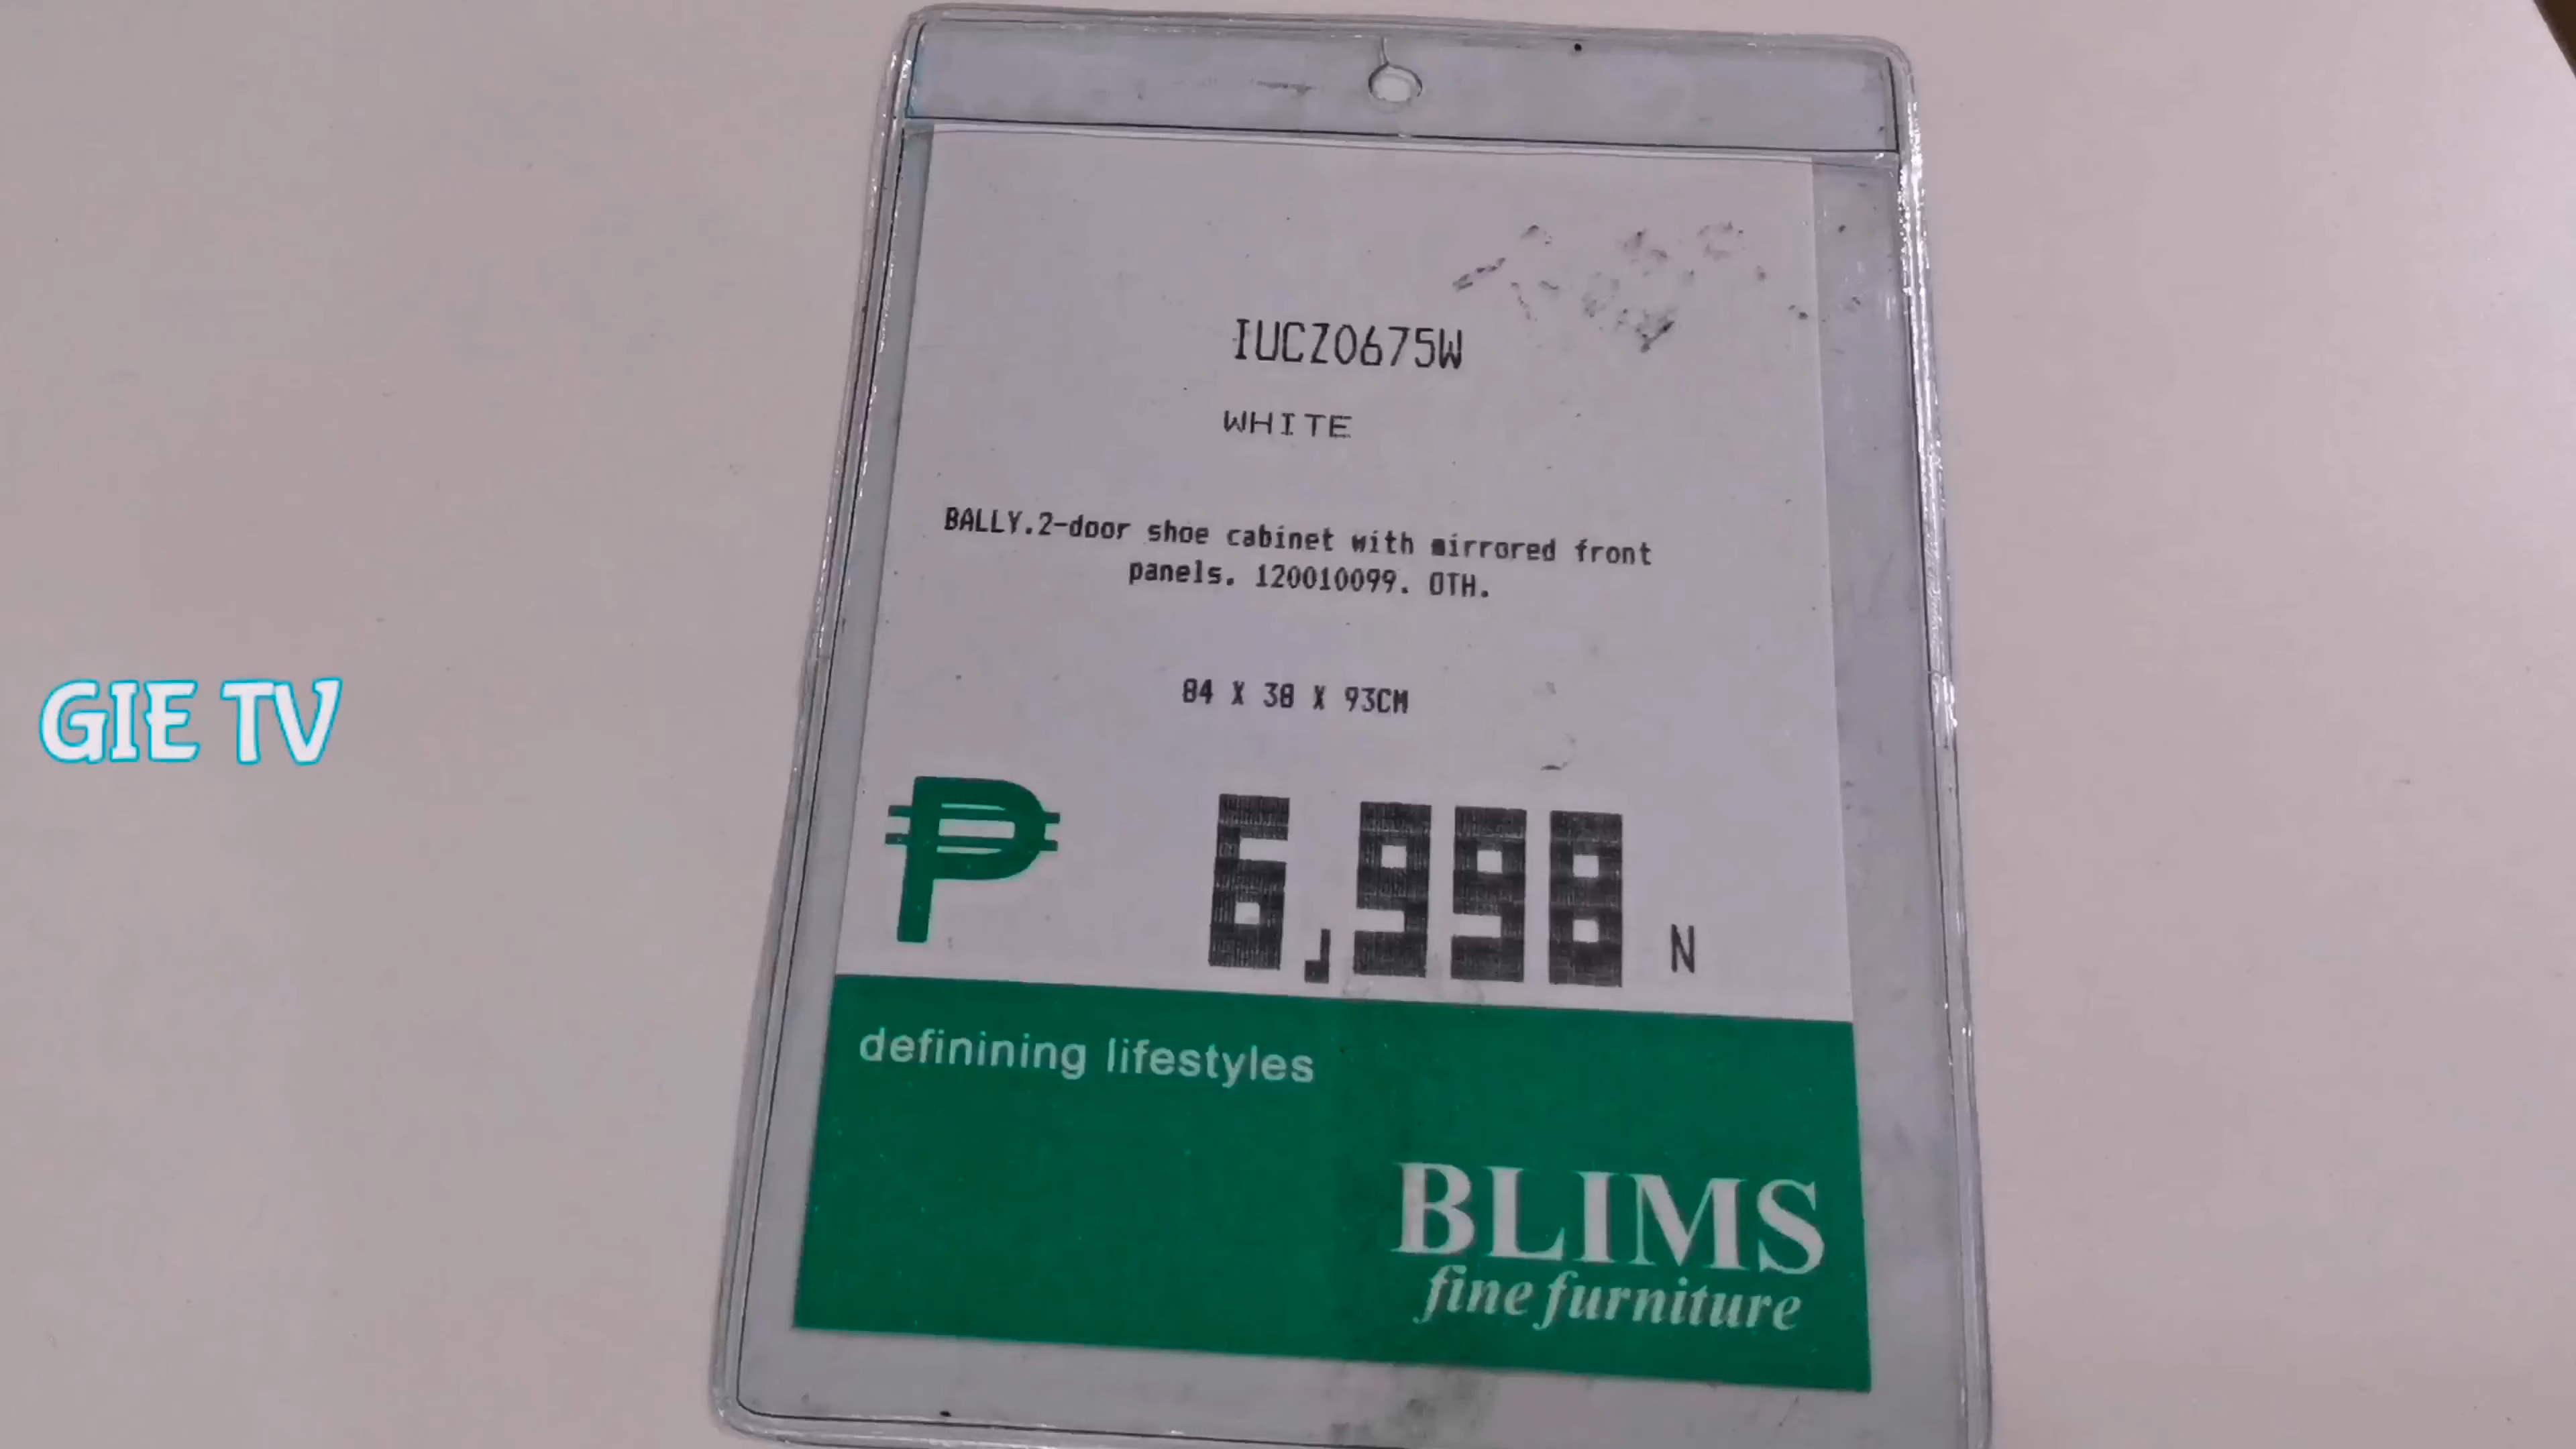 IUCZ0675W
WHITE
BALLY.2-door shoe cabinet with mirrored front
panels. 120010099. OTH.
84 X 38 X 93CM
GIE TV
₱ 6,998 N
definining lifestyles
BLIMS
fine furniture